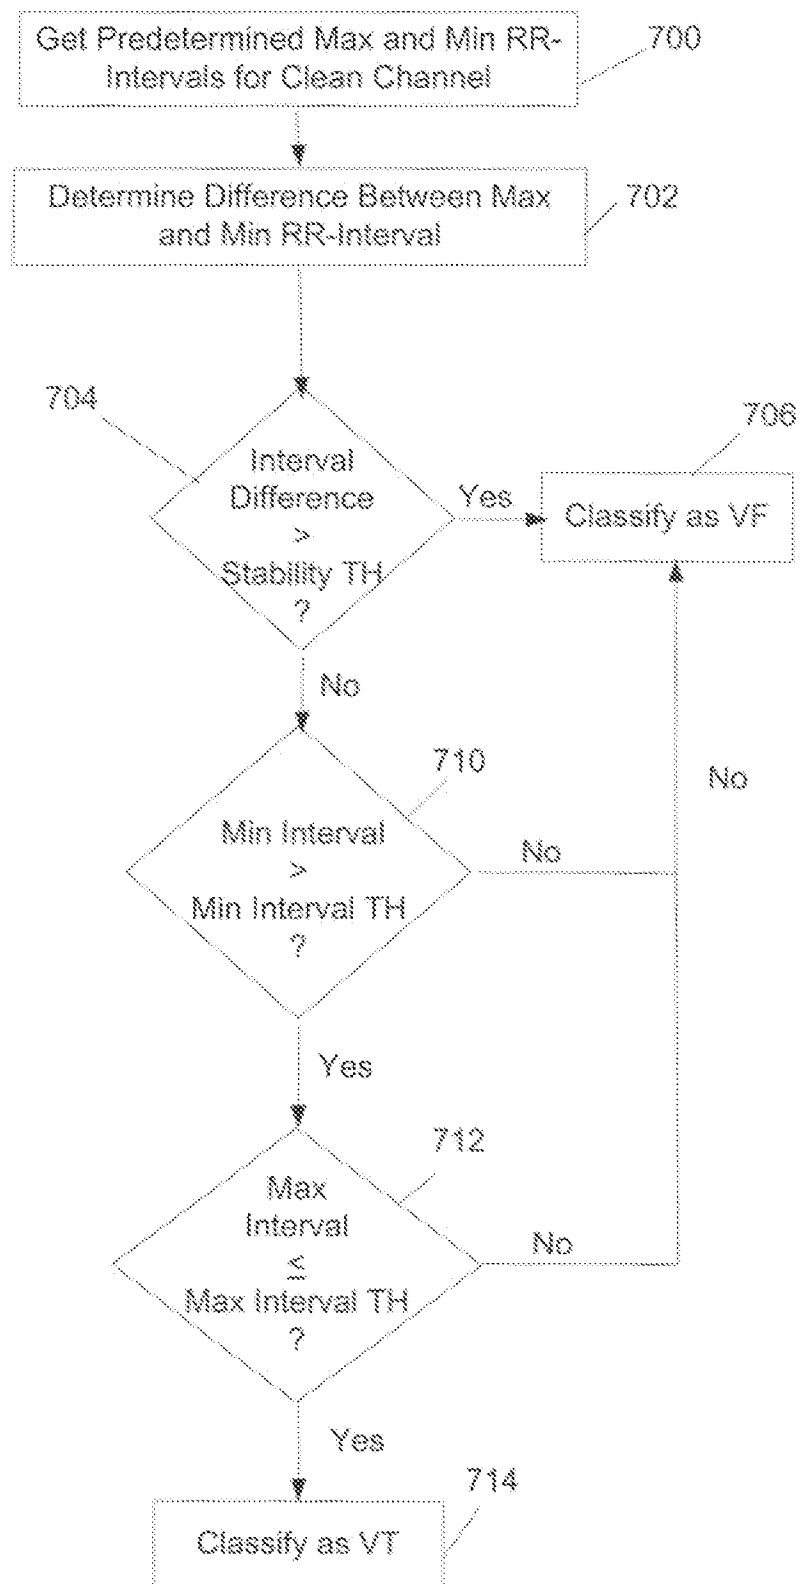 Get Predetermined Max and Min RR-
Intervals for Clean Channel
700
Determine Difference Between Max
and Min RR-Interval
702
704
Interval
Difference
>
Stability TH
?
Yes
706
Classify as VF
No
710
Min Interval
>
Min Interval TH
?
No
No
Yes
712
Max
Interval
≤
Max Interval TH
?
No
Yes
714
Classify as VT